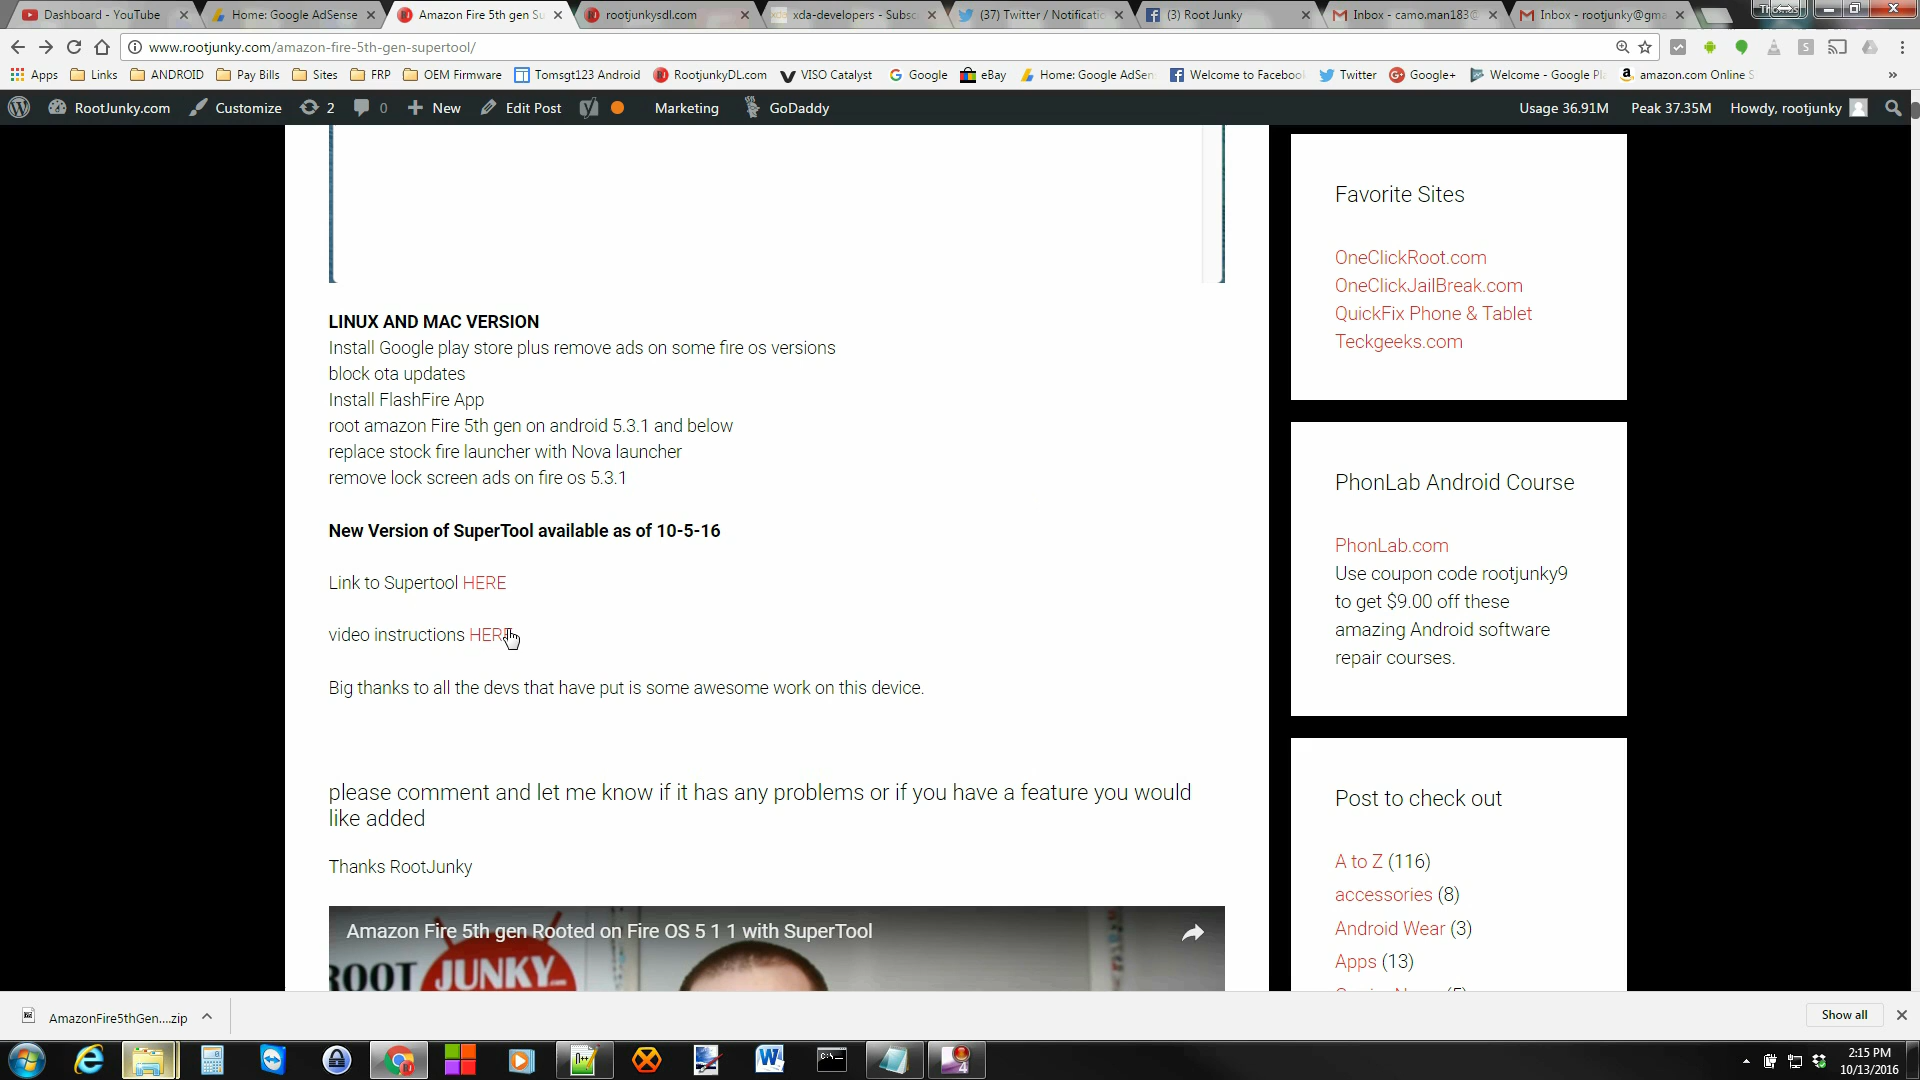 Dashboard - YouTube
Home: Google AdSense
Amazon Fire 5th gen Su
rootjunkysdl.com
xda-developers - Subsc
(37) Twitter / Notificatio
(3) Root Junky
Inbox - camo.man183@
Inbox - rootjunky@gma
www.rootjunky.com/amazon-fire-5th-gen-supertool/
Apps
Links
ANDROID
Pay Bills
Sites
FRP
OEM Firmware
Tomsgt123 Android
RootjunkyDL.com
VISO Catalyst
Google
eBay
Home: Google AdSen
Welcome to Facebook
Twitter
Google+
Welcome - Google Pl
amazon.com Online S
RootJunky.com
Customize
2
0
New
Edit Post
Marketing
GoDaddy
Usage 36.91M
Peak 37.35M
Howdy, rootjunky
LINUX AND MAC VERSION
Install Google play store plus remove ads on some fire os versions
block ota updates
Install FlashFire App
root amazon Fire 5th gen on android 5.3.1 and below
replace stock fire launcher with Nova launcher
remove lock screen ads on fire os 5.3.1
New Version of SuperTool available as of 10-5-16
Link to Supertool HERE
video instructions HERE
Big thanks to all the devs that have put is some awesome work on this device.
please comment and let me know if it has any problems or if you have a feature you would
like added
Thanks RootJunky
Amazon Fire 5th gen Rooted on Fire OS 5 1 1 with SuperTool
ROOT JUNKY.com
Favorite Sites
OneClickRoot.com
OneClickJailBreak.com
QuickFix Phone & Tablet
Teckgeeks.com
PhonLab Android Course
PhonLab.com
Use coupon code rootjunky9
to get $9.00 off these
amazing Android software
repair courses.
Post to check out
A to Z (116)
accessories (8)
Android Wear (3)
Apps (13)
AmazonFire5thGen....zip
Show all
2:15 PM
10/13/2016